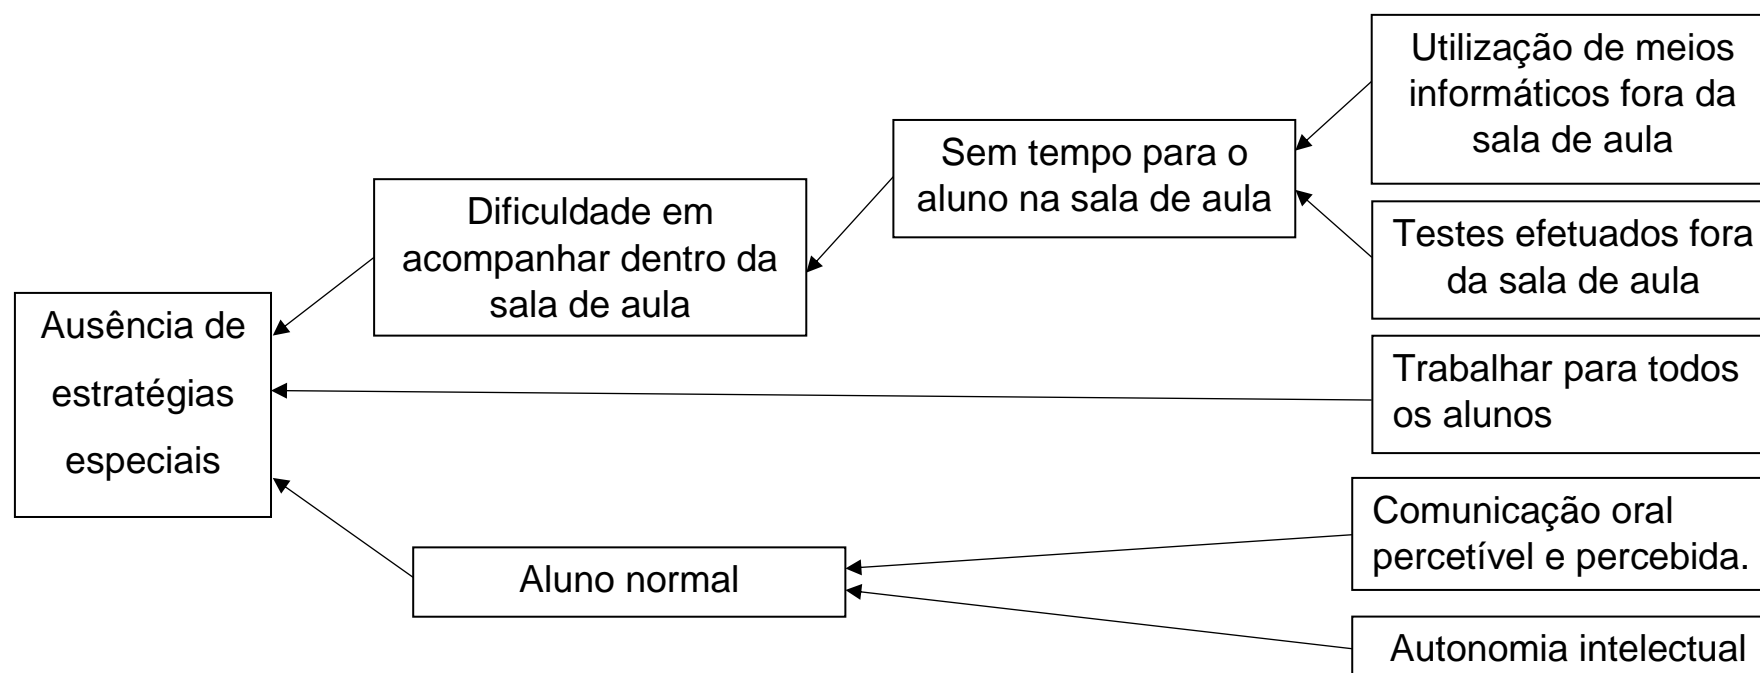 Utilização de meios
informáticos fora da
sala de aula
Sem tempo para o
aluno na sala de aula
Dificuldade em
acompanhar dentro da
sala de aula
Testes efetuados fora
da sala de aula
Ausência de
estratégias
especiais
Trabalhar para todos
os alunos
Comunicação oral
percetível e percebida.
Aluno normal
Autonomia intelectual